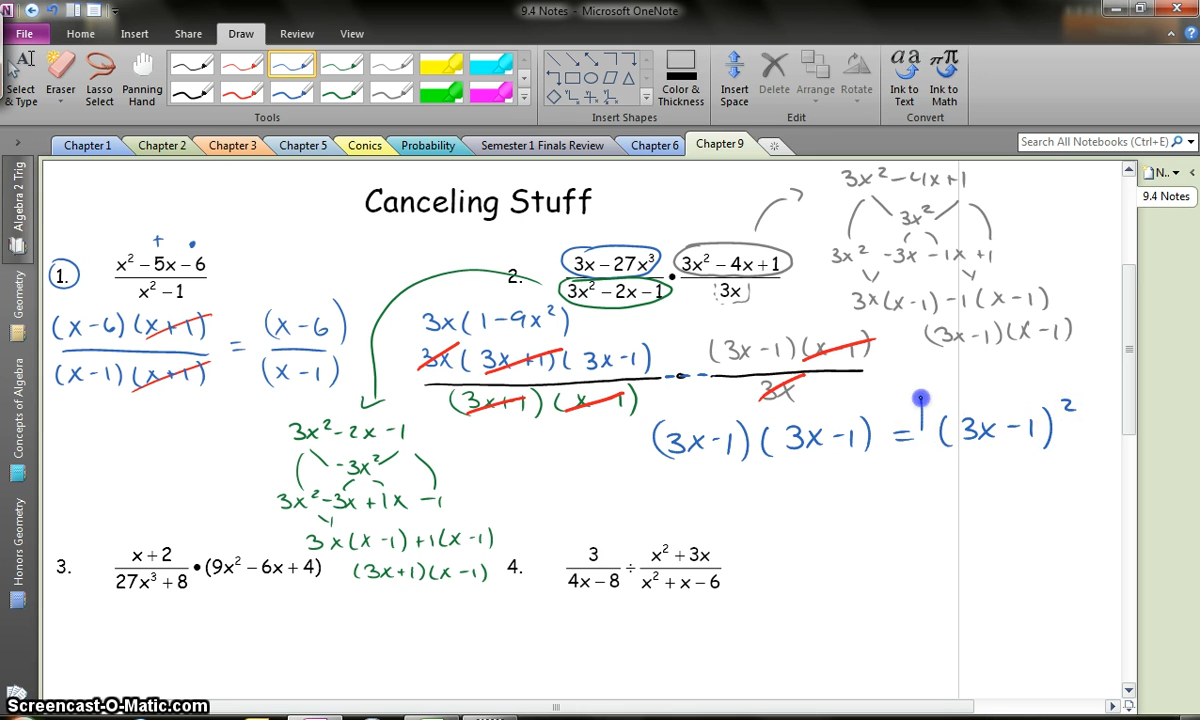 9.4 Notes - Microsoft OneNote
File Home Insert Share Draw Review View
Select & Type Eraser Lasso Select Panning Hand Color & Thickness Insert Space Delete Arrange Rotate Ink to Text Ink to Math
Tools Insert Shapes Edit Convert
Chapter 1 Chapter 2 Chapter 3 Chapter 5 Conics Probability Semester 1 Finals Review Chapter 6 Chapter 9 Search All Notebooks (Ctrl+E)
N..
9.4 Notes
Algebra 2 Trig
Geometry
Chemistry
Honors Geometry
Canceling Stuff
1. x² − 5x − 6
x² − 1
(x-6)(x+1) = (x-6)
(x-1)(x+1) (x-1)
2. 3x − 27x³ • 3x² − 4x + 1
3x² − 2x − 1 3x
3x(1-9x²)
3x(3x+1)(3x-1) • (3x-1)(x-1)
(3x+1)(x-1) 3x
(3x-1)(3x-1) = (3x-1)²
3x²-4x+1
3x²
3x² -3x -1x +1
3x(x-1) -1(x-1)
(3x-1)(x-1)
3x²-2x-1
-3x²
3x²-3x+1x-1
3x(x-1)+1(x-1)
(3x+1)(x-1)
3. x + 2 • (9x² − 6x + 4)
27x³ + 8
4. 3 ÷ x² + 3x
4x − 8 x² + x − 6
Screencast-O-Matic.com